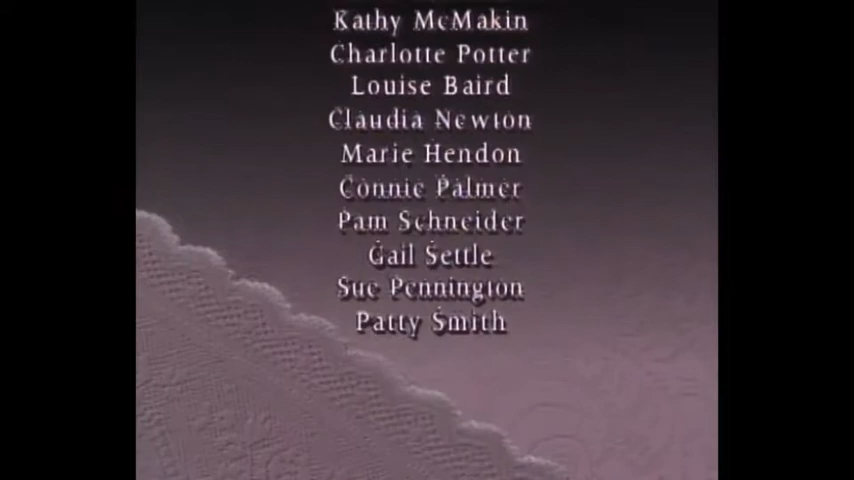 Kathy McMakin
Charlotte Potter
Louise Baird
Claudia Newton
Marie Hendon
Connie Palmer
Pam Schneider
Gail Settle
Sue Pennington
Patty Smith